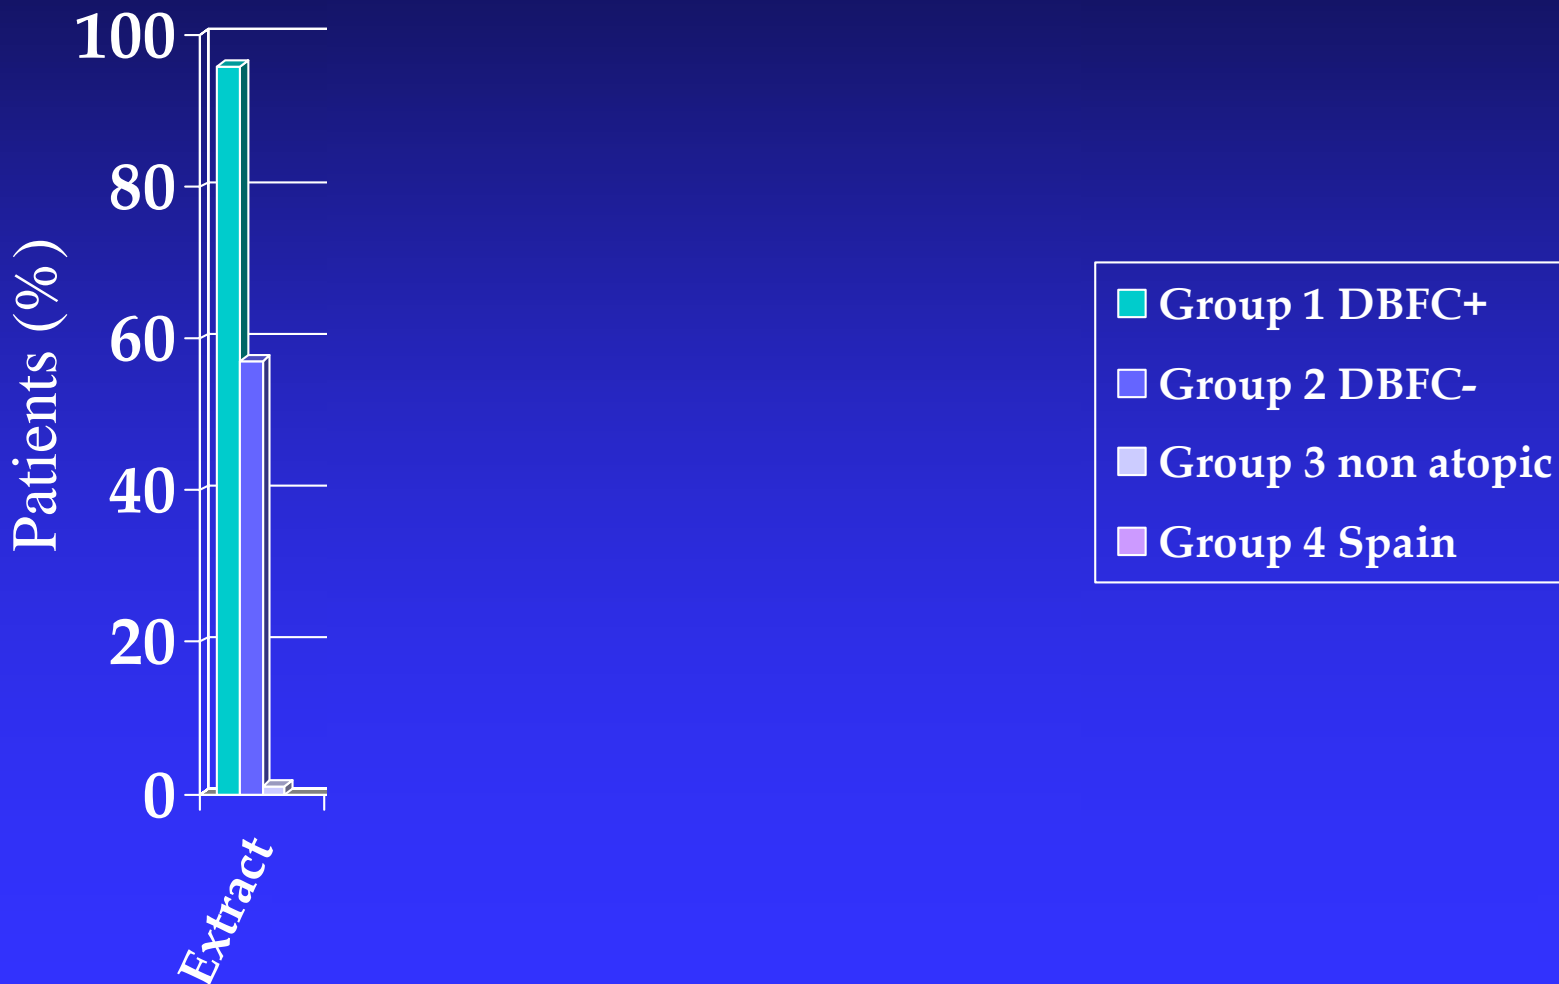 100
80
60
40
20
0
Patients (%)
Extract
Group 1 DBFC+
Group 2 DBFC-
Group 3 non atopic
Group 4 Spain